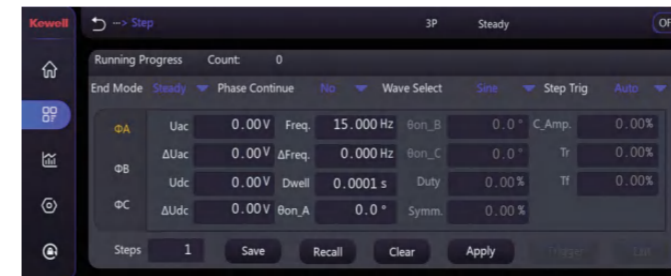 Kewell ---> Step 3P Steady OF
Running Progress Count: 0
End Mode Steady Phase Continue No Wave Select Sine Step Trig Auto
ΦA Uac 0.00 V Freq. 15.000 Hz θon_B 0.0 ° C_Amp. 0.00%
ΔUac 0.00 V ΔFreq. 0.000 Hz θon_C 0.0 ° Tr 0.00%
ΦB Udc 0.00 V Dwell 0.0001 s Duty 0.00 % Tf 0.00%
ΦC ΔUdc 0.00 V θon_A 0.0 ° Symm. 0.00 %
Steps 1 Save Recall Clear Apply Trigger